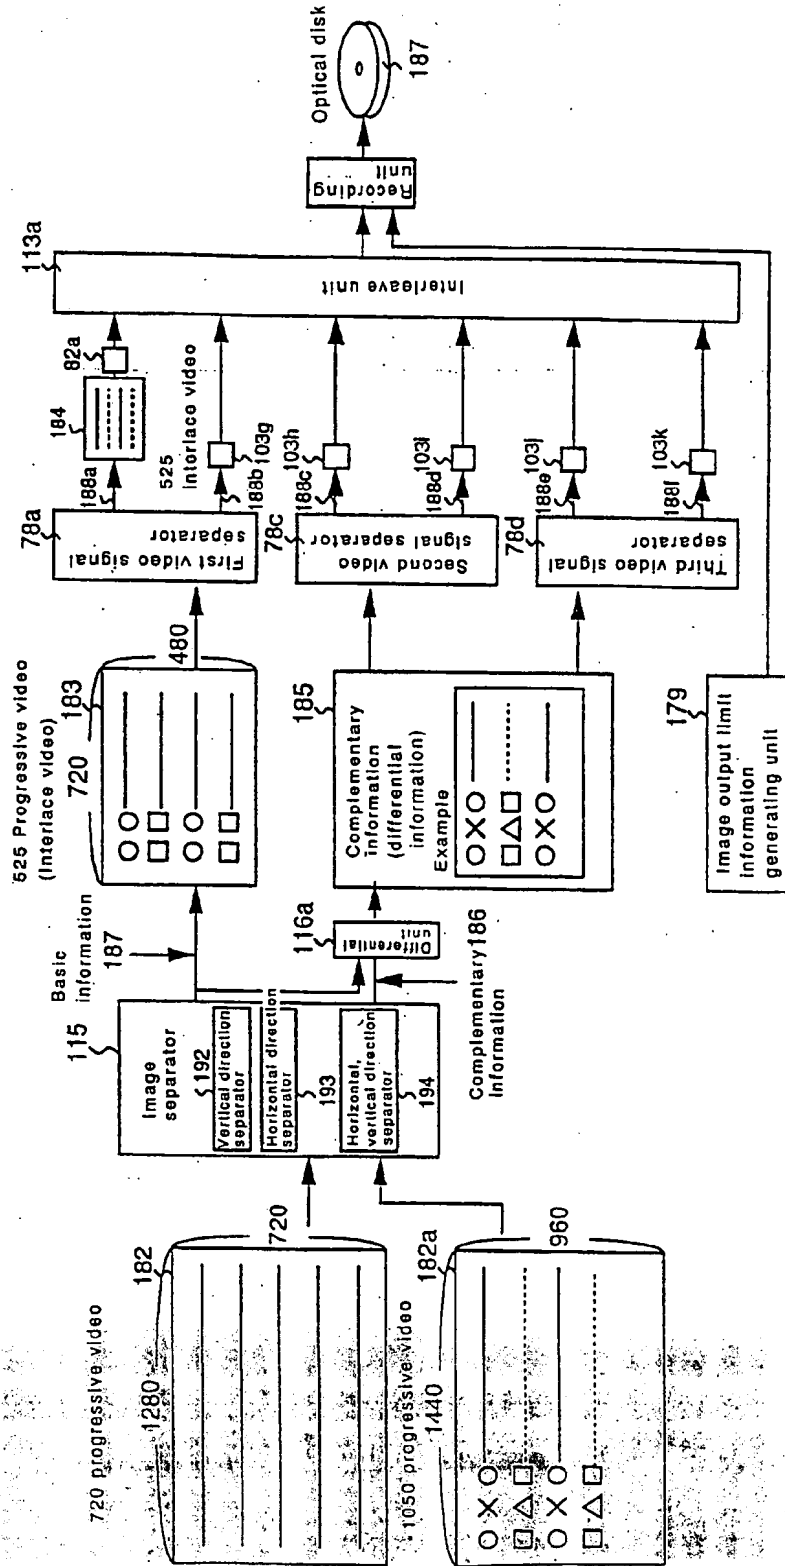 720 progressive video
1280
182
720
1050 progressive video
1440
182a
960
115
Image
separator
192
Vertical direction
separator
Horizontal direction
separator
193
Horizontal,
vertical direction
separator
194
Basic
information
187
Complementary
Information
186
116a
Differential
unit
525 Progressive video
(Interlace video)
720
183
480
185
Complementary
information
(differential
information)
Example
179
Image output limit
information
generating unit
78a
First video signal
separator
78c
Second video
signal separator
78d
Third video signal
separator
188a
184
82a
188b
525
Interlace video
103g
188c
103h
188d
103i
188e
103j
188f
103k
113a
Interleave unit
Recording
unit
Optical disk
187